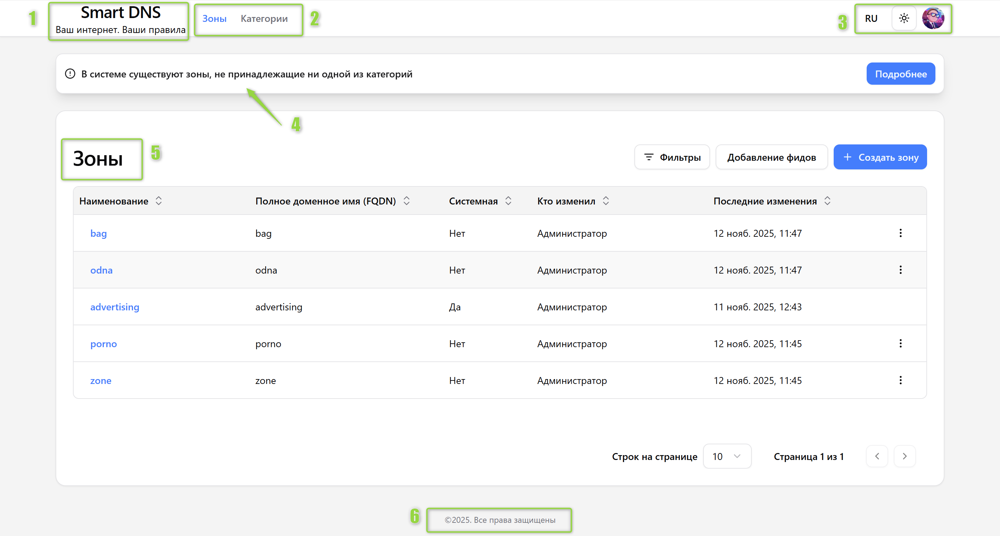 1
Smart DNS
Ваш интернет. Ваши правила
Зоны Категории
2
3
RU
В системе существуют зоны, не принадлежащие ни одной из категорий
Подробнее
4
Зоны
5
Фильтры
Добавление фидов
+ Создать зону
Наименование Полное доменное имя (FQDN) Системная Кто изменил Последние изменения
bag bag Нет Администратор 12 нояб. 2025, 11:47
odna odna Нет Администратор 12 нояб. 2025, 11:47
advertising advertising Да Администратор 11 нояб. 2025, 12:43
porno porno Нет Администратор 12 нояб. 2025, 11:45
zone zone Нет Администратор 12 нояб. 2025, 11:45
Строк на странице 10 Страница 1 из 1
6
©2025. Все права защищены